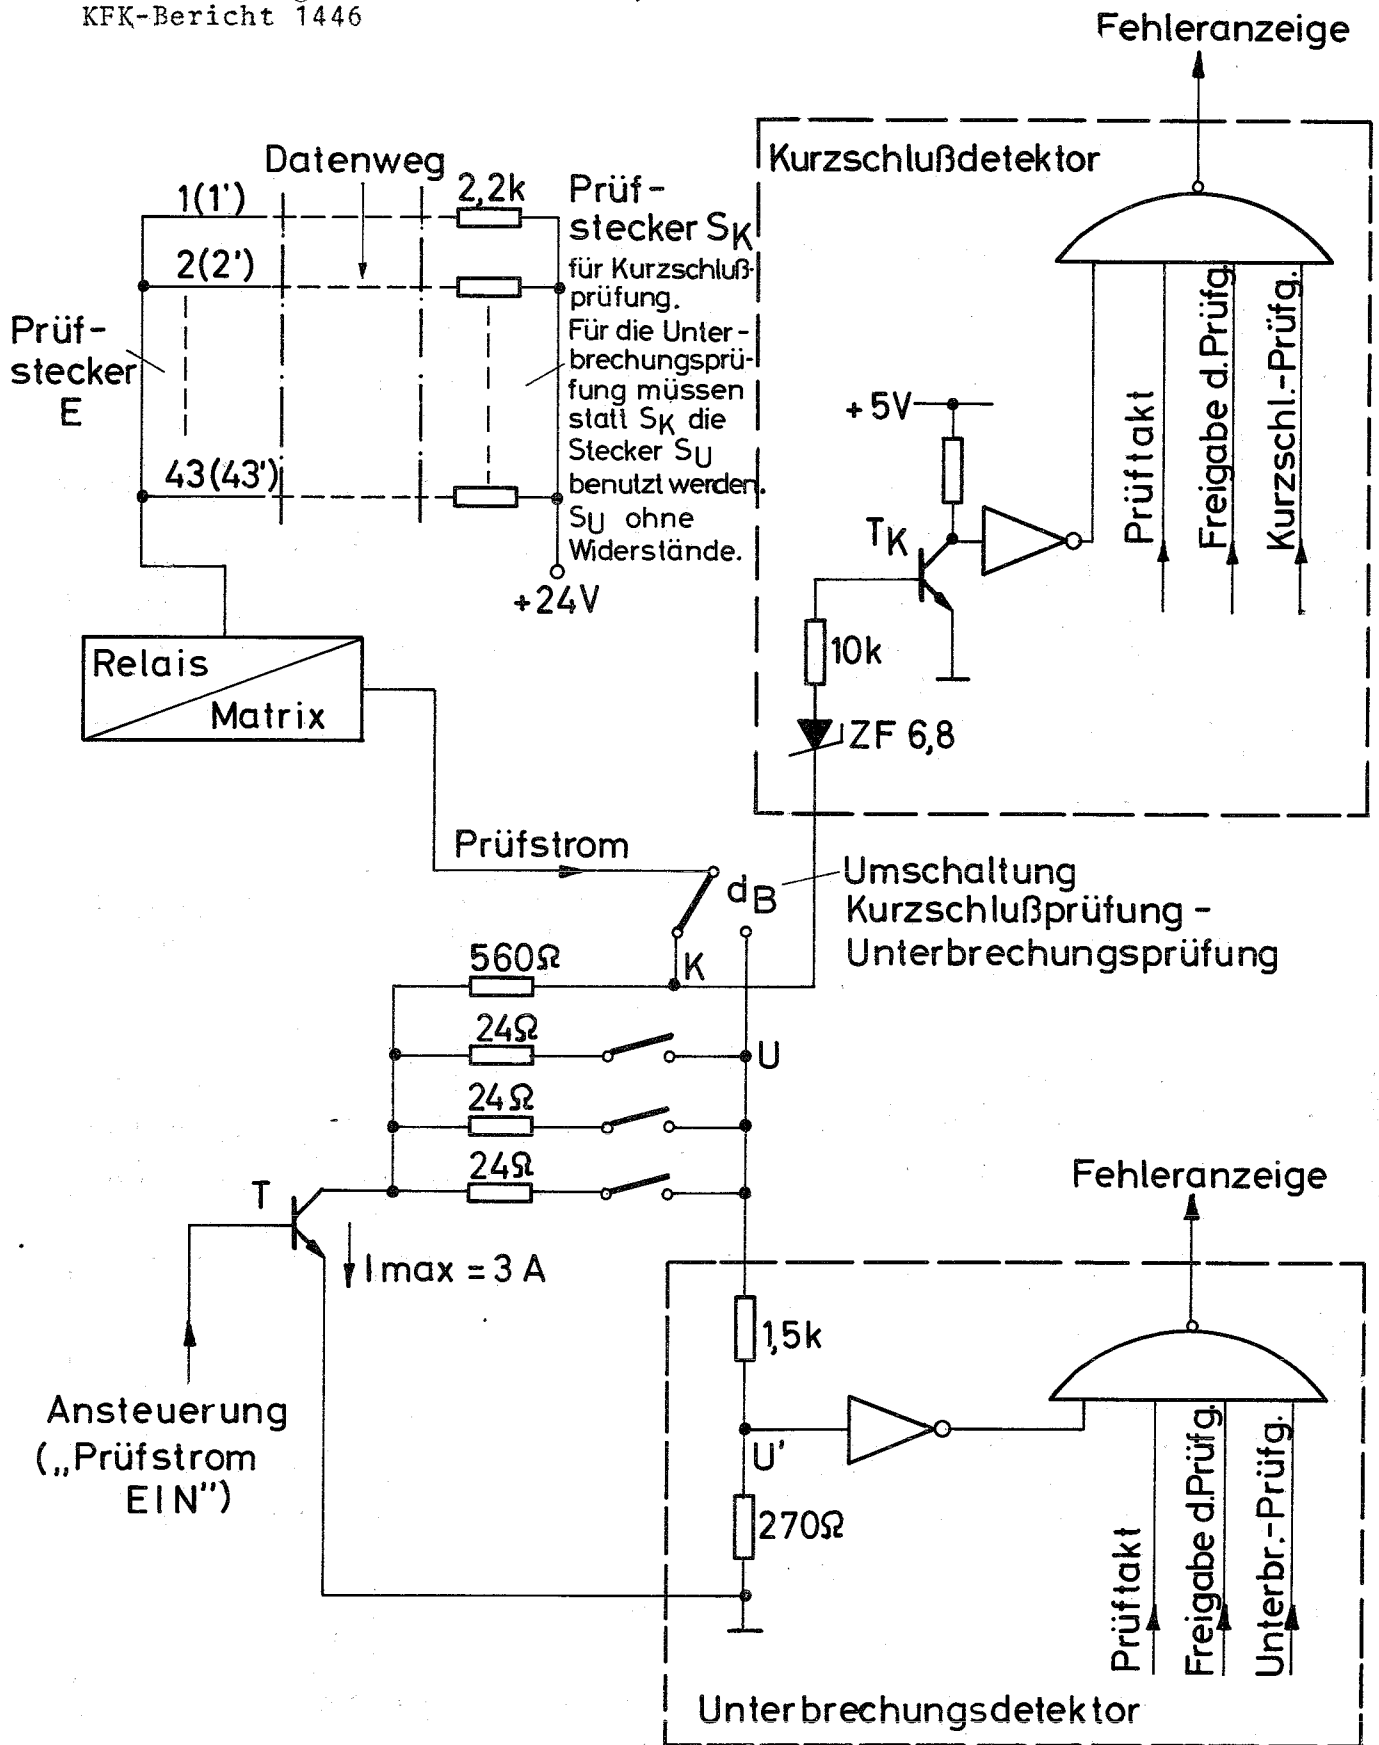 KFK-Bericht 1446
Fehleranzeige
Kurzschlußdetektor
Datenweg
1(1')
2,2k
Prüf-
stecker SK
2(2')
für Kurzschluß-
prüfung.
Für die Unter-
brechungsprü-
fung müssen
statt SK die
Stecker SU
benutzt werden.
SU ohne
Widerstände.
Prüf-
stecker
E
43(43')
+24V
+5V
TK
10k
ZF 6,8
Prüftakt
Freigabe d.Prüfg.
Kurzschl.-Prüfg.
Relais
Matrix
Prüfstrom
dB
Umschaltung
Kurzschlußprüfung -
Unterbrechungsprüfung
560Ω
K
24Ω
U
24Ω
24Ω
T
I max = 3 A
Ansteuerung
(„Prüfstrom
EIN")
Fehleranzeige
1,5k
U'
270Ω
Prüftakt
Freigabe d.Prüfg.
Unterbr.-Prüfg.
Unterbrechungsdetektor